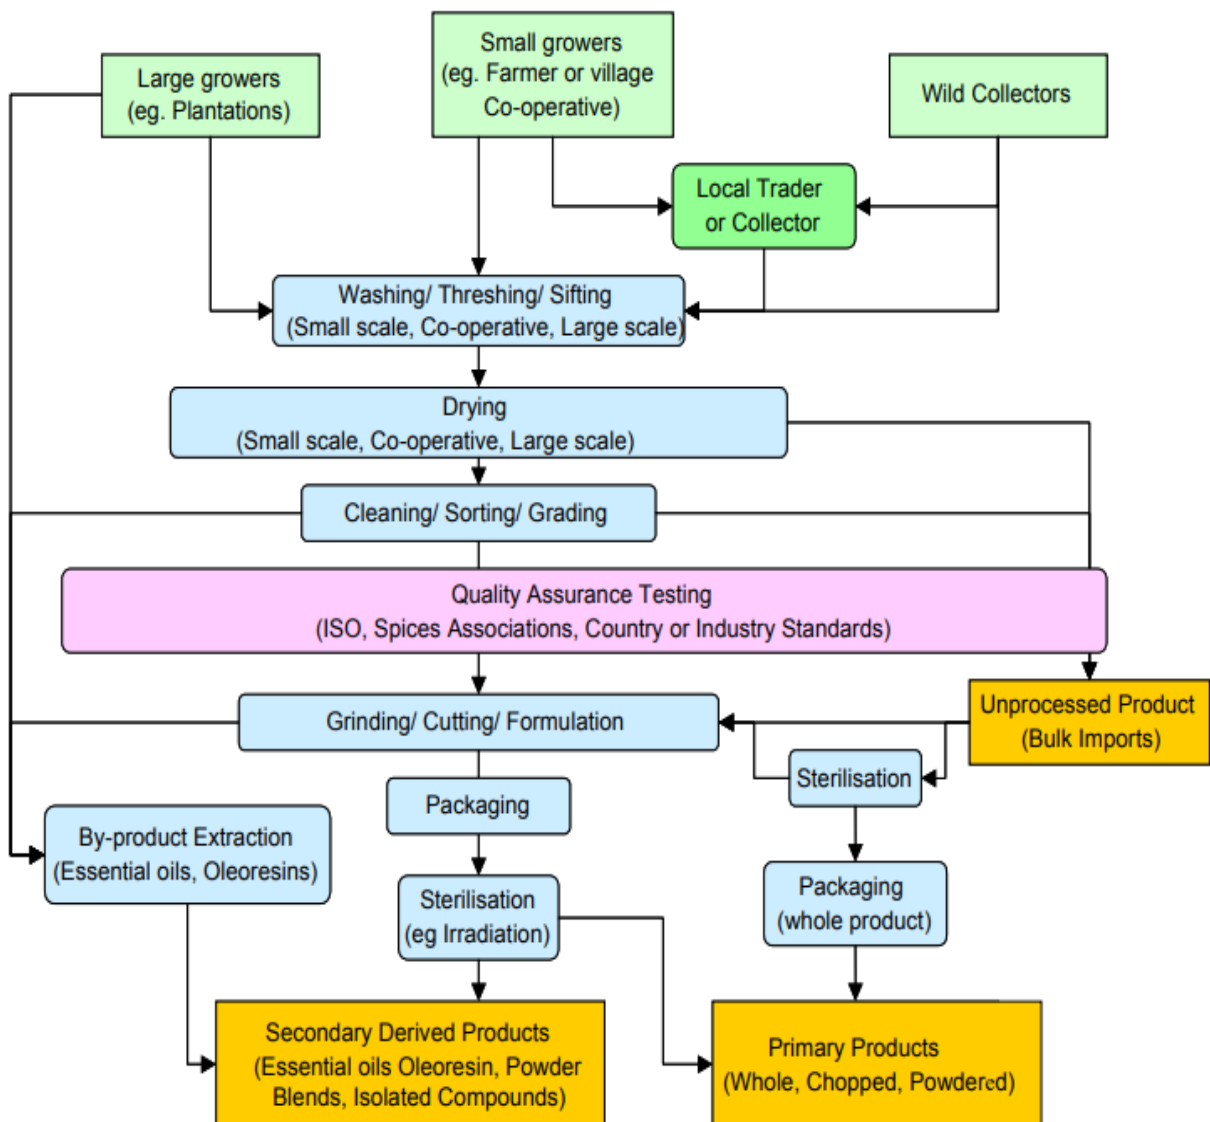 Large growers
(eg. Plantations)
Small growers
(eg. Farmer or village
Co-operative)
Wild Collectors
Local Trader
or Collector
Washing/ Threshing/ Sifting
(Small scale, Co-operative, Large scale)
Drying
(Small scale, Co-operative, Large scale)
Cleaning/ Sorting/ Grading
Quality Assurance Testing
(ISO, Spices Associations, Country or Industry Standards)
Grinding/ Cutting/ Formulation
Unprocessed Product
(Bulk Imports)
Sterilisation
Packaging
By-product Extraction
(Essential oils, Oleoresins)
Sterilisation
(eg Irradiation)
Packaging
(whole product)
Secondary Derived Products
(Essential oils Oleoresin, Powder
Blends, Isolated Compounds)
Primary Products
(Whole, Chopped, Powdered)